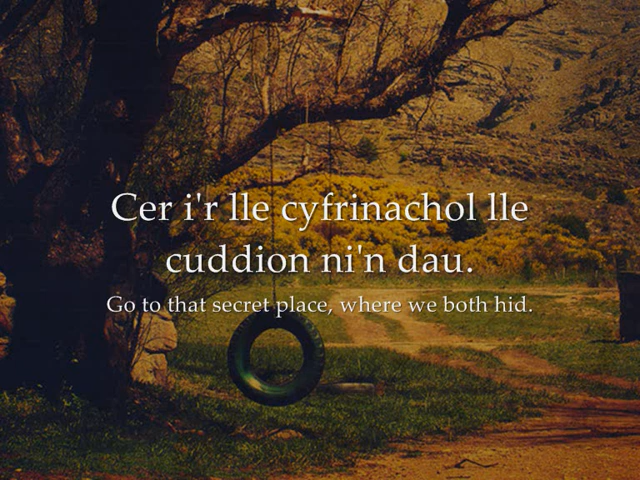 Cer i'r lle cyfrinachol lle
cuddion ni'n dau.
Go to that secret place, where we both hid.